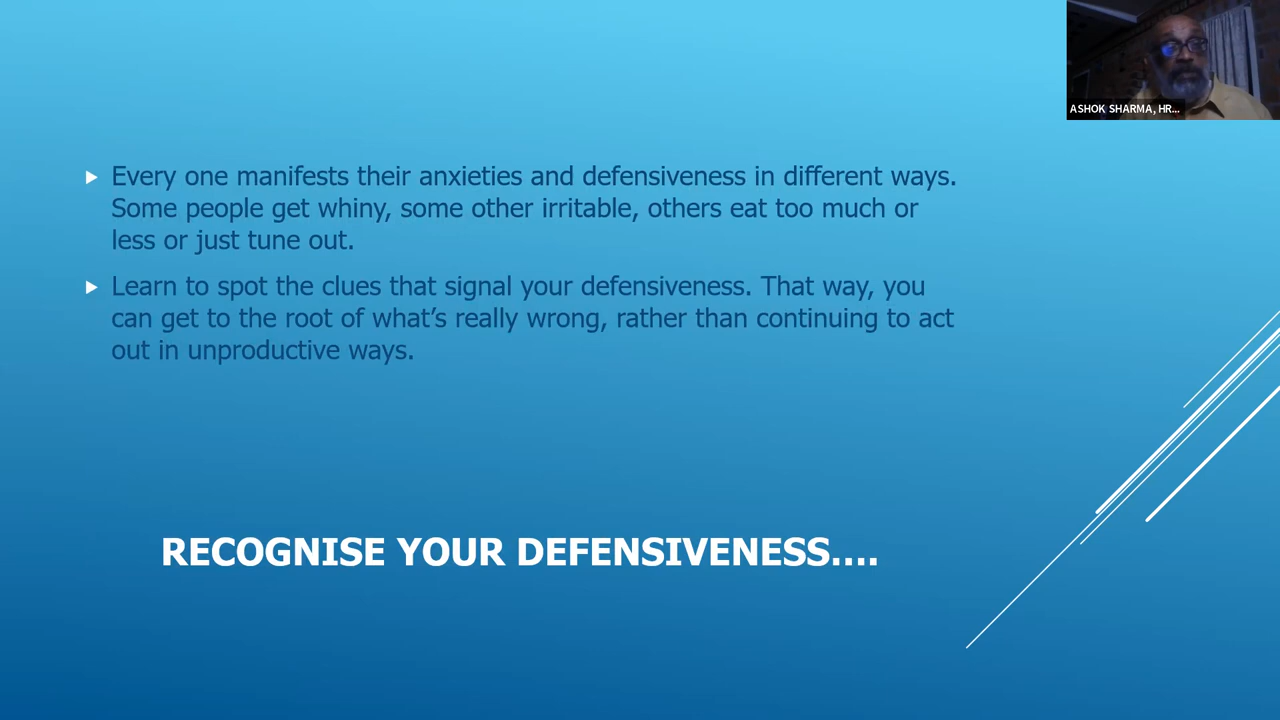 ASHOK SHARMA, HR...
Every one manifests their anxieties and defensiveness in different ways.
Some people get whiny, some other irritable, others eat too much or
less or just tune out.
Learn to spot the clues that signal your defensiveness. That way, you
can get to the root of what’s really wrong, rather than continuing to act
out in unproductive ways.
RECOGNISE YOUR DEFENSIVENESS....